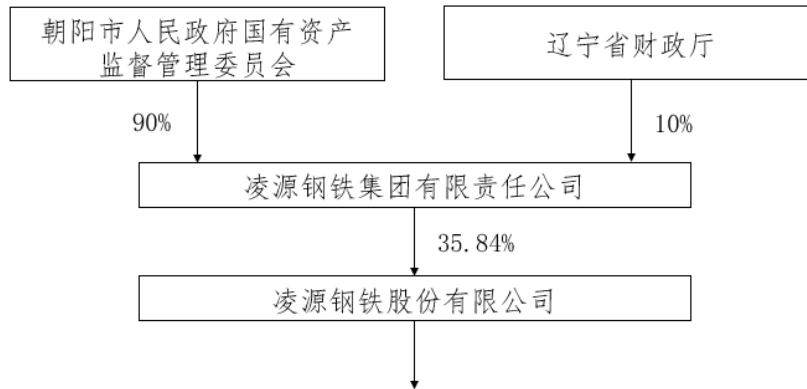 朝阳市人民政府国有资产
监督管理委员会
辽宁省财政厅
90%
10%
凌源钢铁集团有限责任公司
35.84%
凌源钢铁股份有限公司